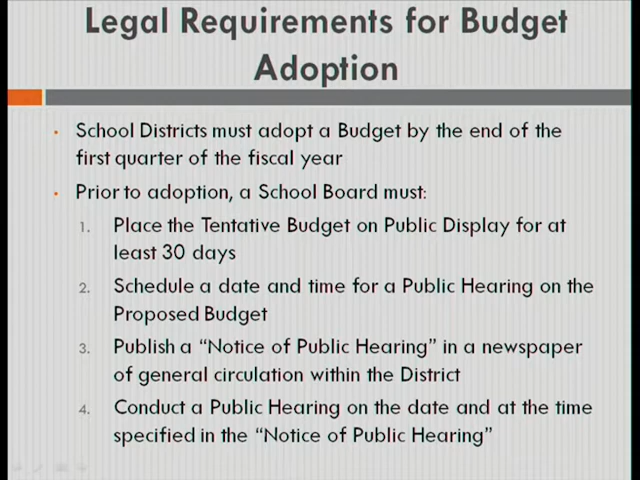 Legal Requirements for Budget
Adoption
• School Districts must adopt a Budget by the end of the
first quarter of the fiscal year
• Prior to adoption, a School Board must:
1. Place the Tentative Budget on Public Display for at
least 30 days
2. Schedule a date and time for a Public Hearing on the
Proposed Budget
3. Publish a “Notice of Public Hearing” in a newspaper
of general circulation within the District
4. Conduct a Public Hearing on the date and at the time
specified in the “Notice of Public Hearing”